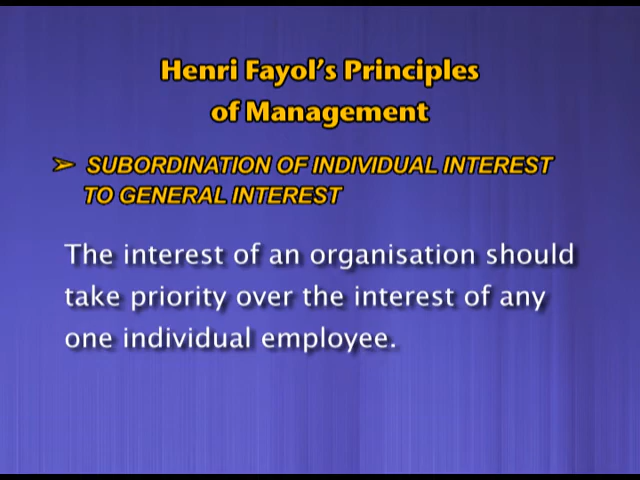 Henri Fayol's Principles
of Management
➢ SUBORDINATION OF INDIVIDUAL INTEREST
TO GENERAL INTEREST
The interest of an organisation should
take priority over the interest of any
one individual employee.